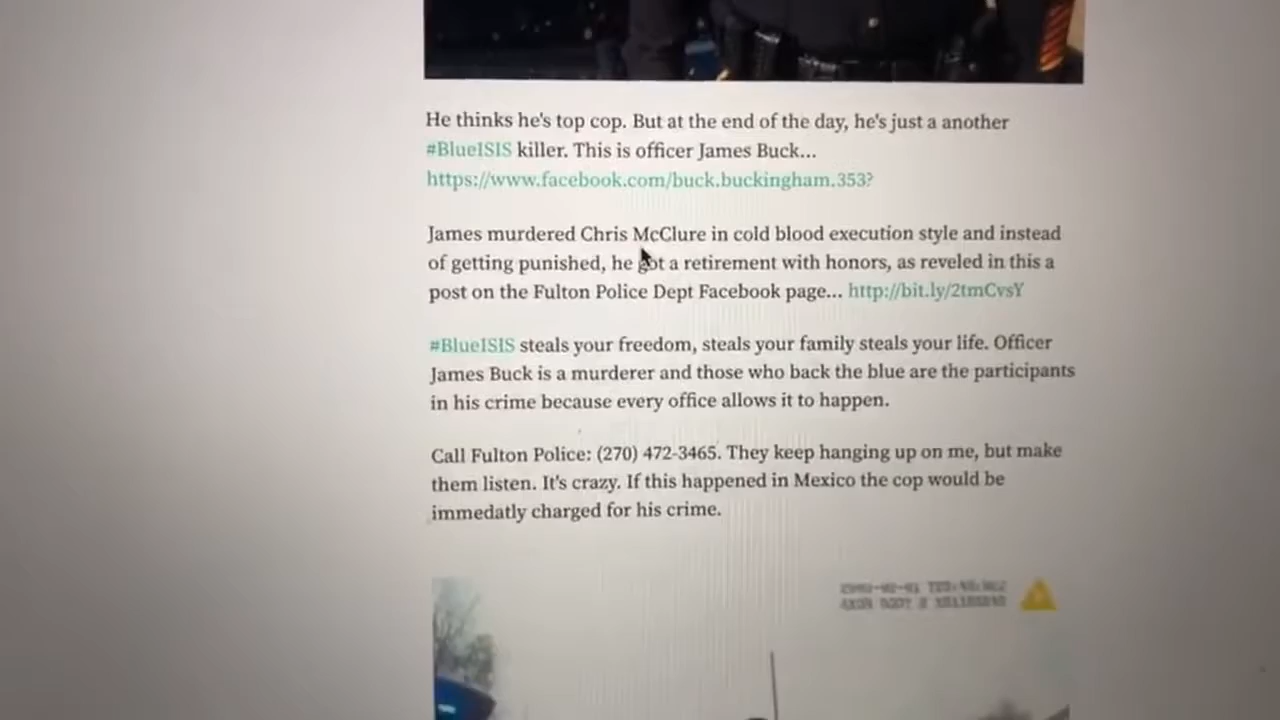 He thinks he's top cop. But at the end of the day, he's just a another
#BlueISIS killer. This is officer James Buck...
https://www.facebook.com/buck.buckingham.353?
James murdered Chris McClure in cold blood execution style and instead
of getting punished, he got a retirement with honors, as reveled in this a
post on the Fulton Police Dept Facebook page... http://bit.ly/2tmCvsY
#BlueISIS steals your freedom, steals your family steals your life. Officer
James Buck is a murderer and those who back the blue are the participants
in his crime because every office allows it to happen.
Call Fulton Police: (270) 472-3465. They keep hanging up on me, but make
them listen. It's crazy. If this happened in Mexico the cop would be
immedatly charged for his crime.